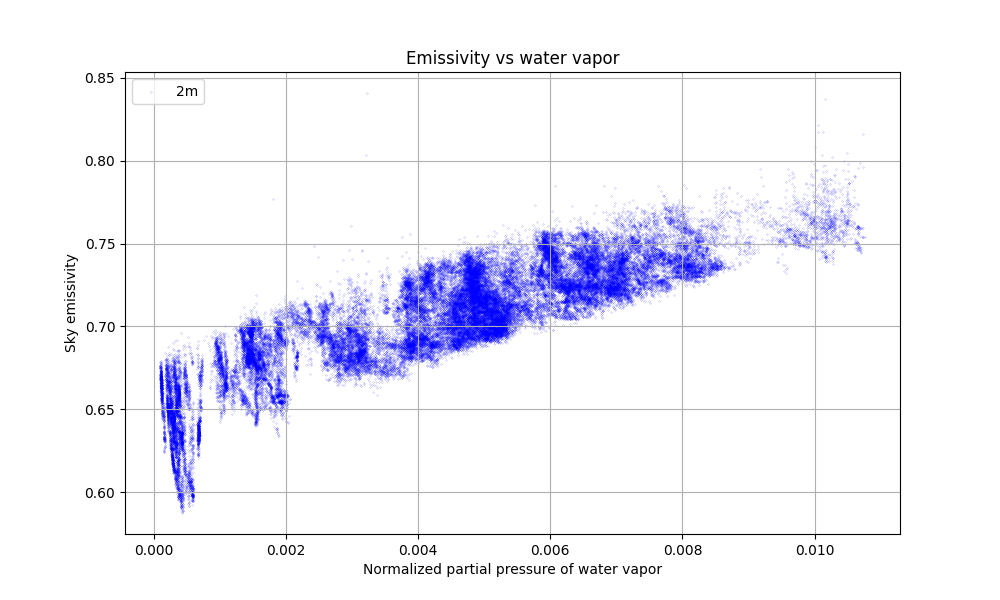 Emissivity vs water vapor
2m
Sky emissivity
0.85
0.80
0.75
0.70
0.65
0.60
0.000 0.002 0.004 0.006 0.008 0.010
Normalized partial pressure of water vapor